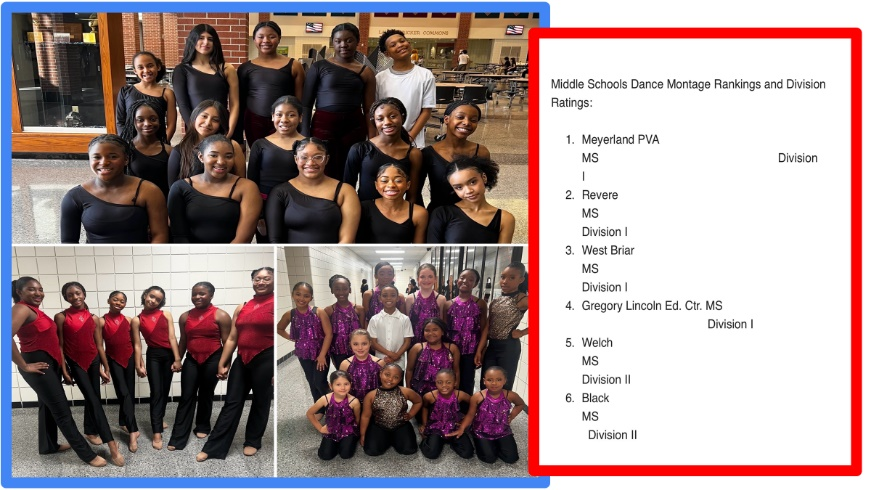 Middle Schools Dance Montage Rankings and Division
Ratings:
1. Meyerland PVA
MS Division
I
2. Revere
MS
Division I
3. West Briar
MS
Division I
4. Gregory Lincoln Ed. Ctr. MS
Division I
5. Welch
MS
Division II
6. Black
MS
Division II